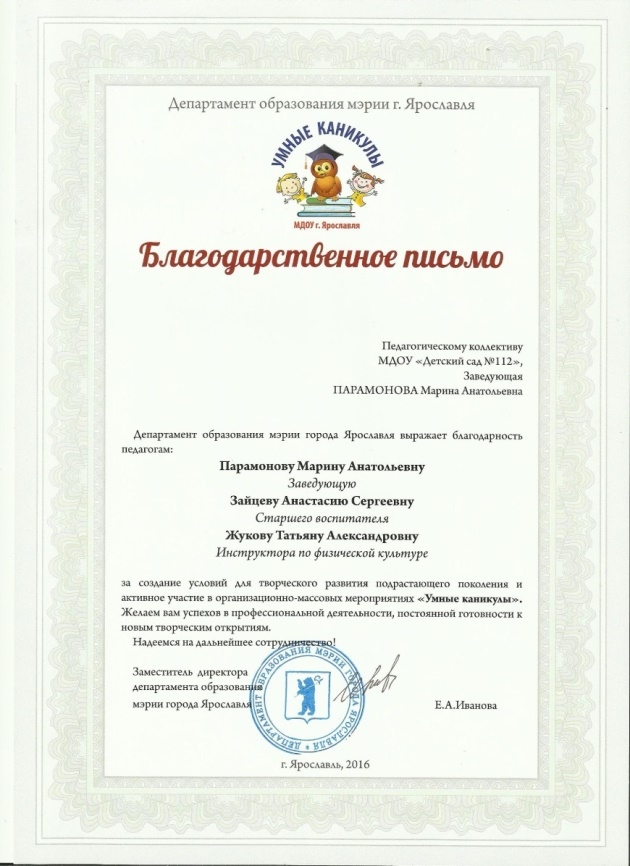 Департамент образования мэрии г. Ярославля
УМНЫЕ КАНИКУЛЫ
МДОУ г. Ярославля
Благодарственное письмо
Педагогическому коллективу
МДОУ «Детский сад №112»,
Заведующая
ПАРАМОНОВА Марина Анатольевна
Департамент образования мэрии города Ярославля выражает благодарность
педагогам:
Парамонову Марину Анатольевну
Заведующую
Зайцеву Анастасию Сергеевну
Старшего воспитателя
Жукову Татьяну Александровну
Инструктора по физической культуре
за создание условий для творческого развития подрастающего поколения и
активное участие в организационно-массовых мероприятиях «Умные каникулы».
Желаем вам успехов в профессиональной деятельности, постоянной готовности к
новым творческим открытиям.
Надеемся на дальнейшее сотрудничество!
Заместитель директора
департамента образования
мэрии города Ярославля
Е.А.Иванова
ДЕПАРТАМЕНТ ОБРАЗОВАНИЯ МЭРИИ ГОРОДА ЯРОСЛАВЛЯ
г. Ярославль, 2016